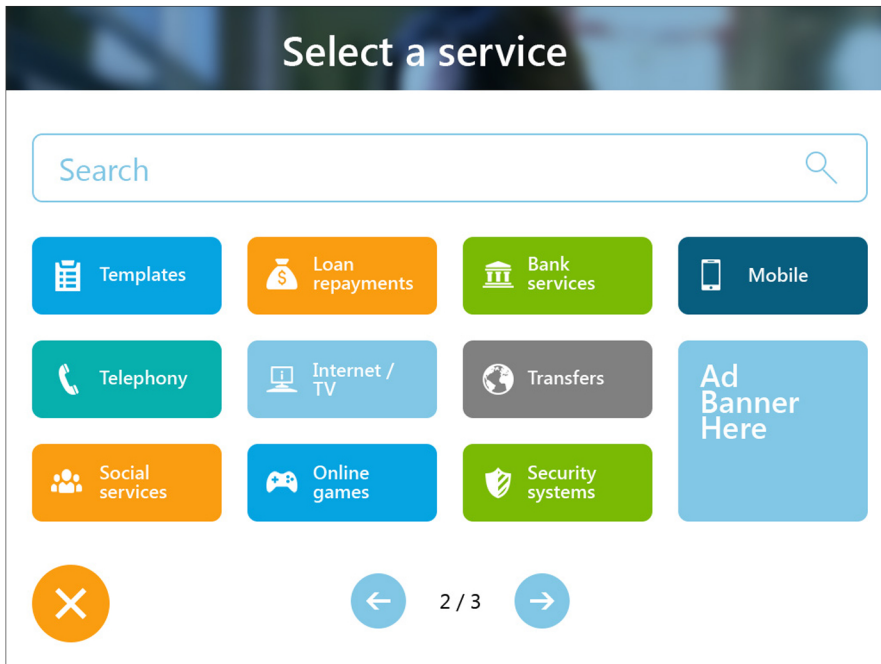 Select a service
Search
Templates
Loan
repayments
Bank
services
Mobile
Telephony
Internet /
TV
Transfers
Ad
Banner
Here
Social
services
Online
games
Security
systems
2 / 3